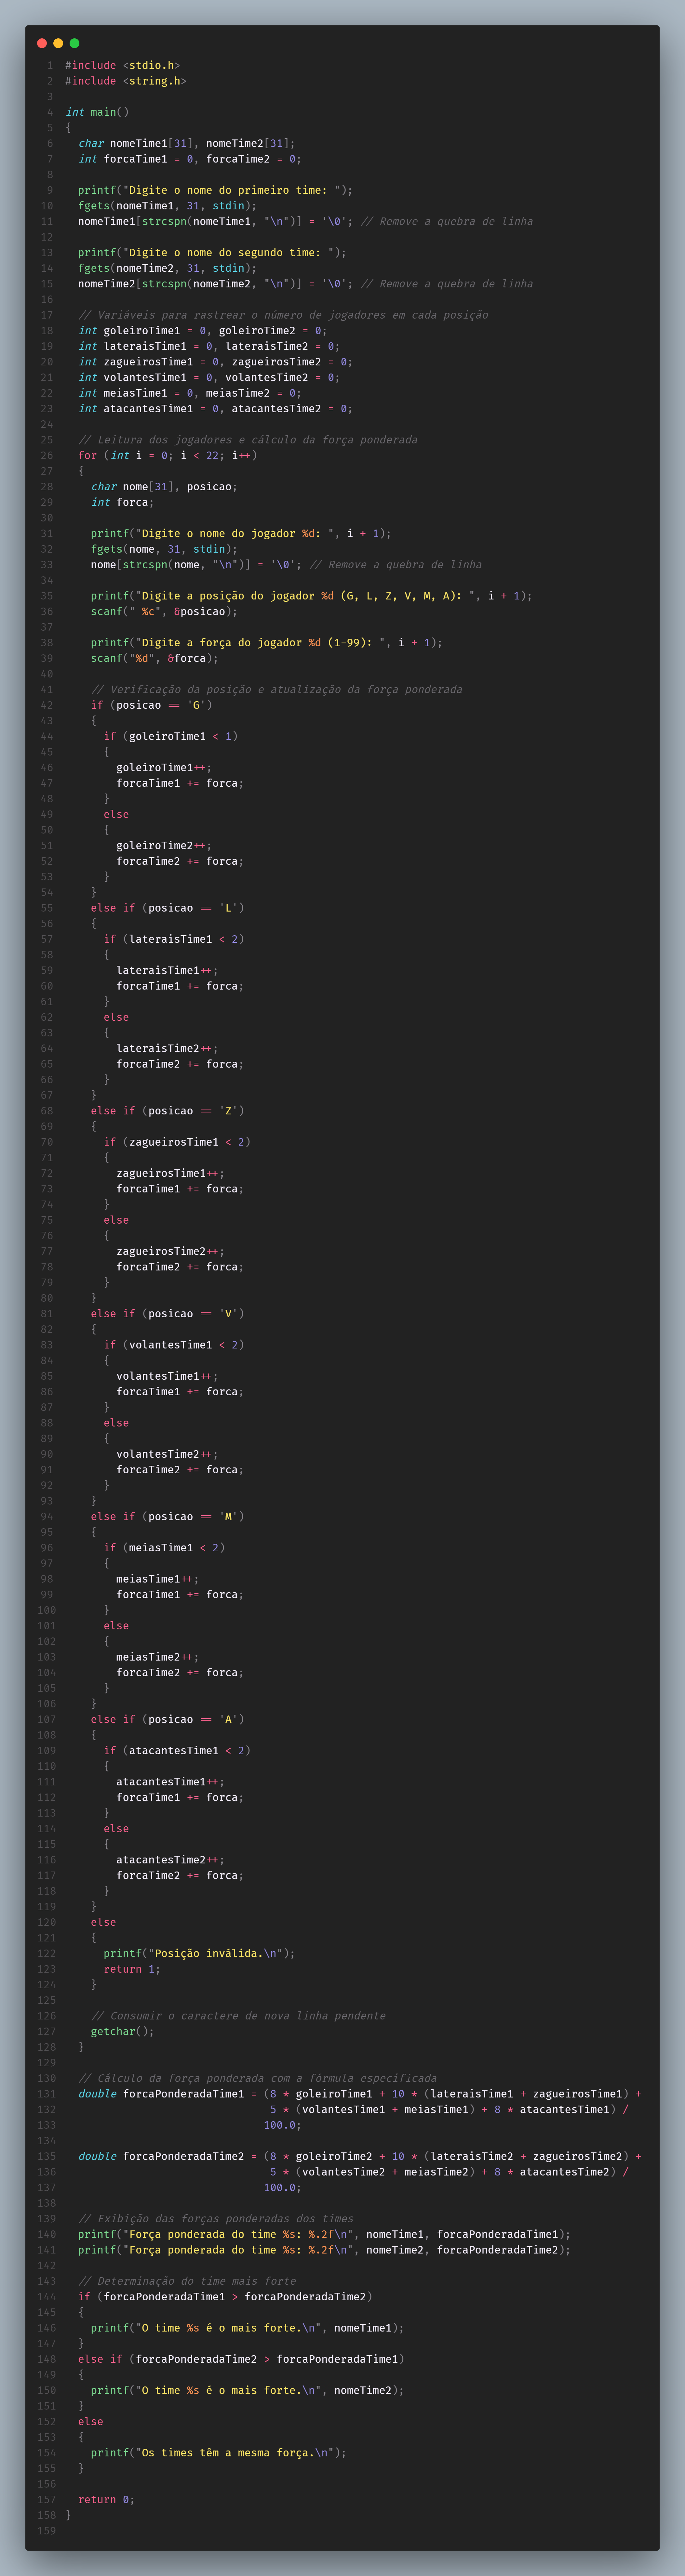 1 #include <stdio.h>
2 #include <string.h>
3
4 int main()
5 {
6   char nomeTime1[31], nomeTime2[31];
7   int forcaTime1 = 0, forcaTime2 = 0;
8
9   printf("Digite o nome do primeiro time: ");
10   fgets(nomeTime1, 31, stdin);
11   nomeTime1[strcspn(nomeTime1, "\n")] = '\0'; // Remove a quebra de linha
12
13   printf("Digite o nome do segundo time: ");
14   fgets(nomeTime2, 31, stdin);
15   nomeTime2[strcspn(nomeTime2, "\n")] = '\0'; // Remove a quebra de linha
16
17   // Variáveis para rastrear o número de jogadores em cada posição
18   int goleiroTime1 = 0, goleiroTime2 = 0;
19   int lateraisTime1 = 0, lateraisTime2 = 0;
20   int zagueirosTime1 = 0, zagueirosTime2 = 0;
21   int volantesTime1 = 0, volantesTime2 = 0;
22   int meiasTime1 = 0, meiasTime2 = 0;
23   int atacantesTime1 = 0, atacantesTime2 = 0;
24
25   // Leitura dos jogadores e cálculo da força ponderada
26   for (int i = 0; i < 22; i++)
27   {
28     char nome[31], posicao;
29     int forca;
30
31     printf("Digite o nome do jogador %d: ", i + 1);
32     fgets(nome, 31, stdin);
33     nome[strcspn(nome, "\n")] = '\0'; // Remove a quebra de linha
34
35     printf("Digite a posição do jogador %d (G, L, Z, V, M, A): ", i + 1);
36     scanf(" %c", &posicao);
37
38     printf("Digite a força do jogador %d (1-99): ", i + 1);
39     scanf("%d", &forca);
40
41     // Verificação da posição e atualização da força ponderada
42     if (posicao == 'G')
43     {
44       if (goleiroTime1 < 1)
45       {
46         goleiroTime1++;
47         forcaTime1 += forca;
48       }
49       else
50       {
51         goleiroTime2++;
52         forcaTime2 += forca;
53       }
54     }
55     else if (posicao == 'L')
56     {
57       if (lateraisTime1 < 2)
58       {
59         lateraisTime1++;
60         forcaTime1 += forca;
61       }
62       else
63       {
64         lateraisTime2++;
65         forcaTime2 += forca;
66       }
67     }
68     else if (posicao == 'Z')
69     {
70       if (zagueirosTime1 < 2)
71       {
72         zagueirosTime1++;
73         forcaTime1 += forca;
74       }
75       else
76       {
77         zagueirosTime2++;
78         forcaTime2 += forca;
79       }
80     }
81     else if (posicao == 'V')
82     {
83       if (volantesTime1 < 2)
84       {
85         volantesTime1++;
86         forcaTime1 += forca;
87       }
88       else
89       {
90         volantesTime2++;
91         forcaTime2 += forca;
92       }
93     }
94     else if (posicao == 'M')
95     {
96       if (meiasTime1 < 2)
97       {
98         meiasTime1++;
99         forcaTime1 += forca;
100       }
101       else
102       {
103         meiasTime2++;
104         forcaTime2 += forca;
105       }
106     }
107     else if (posicao == 'A')
108     {
109       if (atacantesTime1 < 2)
110       {
111         atacantesTime1++;
112         forcaTime1 += forca;
113       }
114       else
115       {
116         atacantesTime2++;
117         forcaTime2 += forca;
118       }
119     }
120     else
121     {
122       printf("Posição inválida.\n");
123       return 1;
124     }
125
126     // Consumir o caractere de nova linha pendente
127     getchar();
128   }
129
130   // Cálculo da força ponderada com a fórmula especificada
131   double forcaPonderadaTime1 = (8 * goleiroTime1 + 10 * (lateraisTime1 + zagueirosTime1) +
132                                 5 * (volantesTime1 + meiasTime1) + 8 * atacantesTime1) /
133                                100.0;
134
135   double forcaPonderadaTime2 = (8 * goleiroTime2 + 10 * (lateraisTime2 + zagueirosTime2) +
136                                 5 * (volantesTime2 + meiasTime2) + 8 * atacantesTime2) /
137                                100.0;
138
139   // Exibição das forças ponderadas dos times
140   printf("Força ponderada do time %s: %.2f\n", nomeTime1, forcaPonderadaTime1);
141   printf("Força ponderada do time %s: %.2f\n", nomeTime2, forcaPonderadaTime2);
142
143   // Determinação do time mais forte
144   if (forcaPonderadaTime1 > forcaPonderadaTime2)
145   {
146     printf("O time %s é o mais forte.\n", nomeTime1);
147   }
148   else if (forcaPonderadaTime2 > forcaPonderadaTime1)
149   {
150     printf("O time %s é o mais forte.\n", nomeTime2);
151   }
152   else
153   {
154     printf("Os times têm a mesma força.\n");
155   }
156
157   return 0;
158 }
159